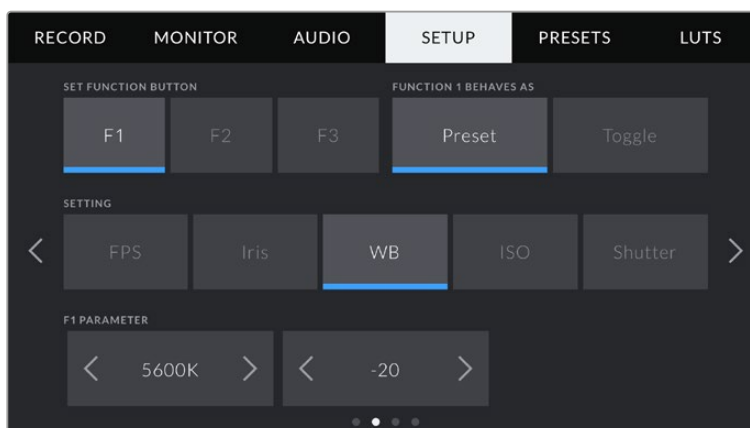 RECORD MONITOR AUDIO SETUP PRESETS LUTS
SET FUNCTION BUTTON FUNCTION 1 BEHAVES AS
F1 F2 F3 Preset Toggle
SETTING
FPS Iris WB ISO Shutter
F1 PARAMETER
5600K -20